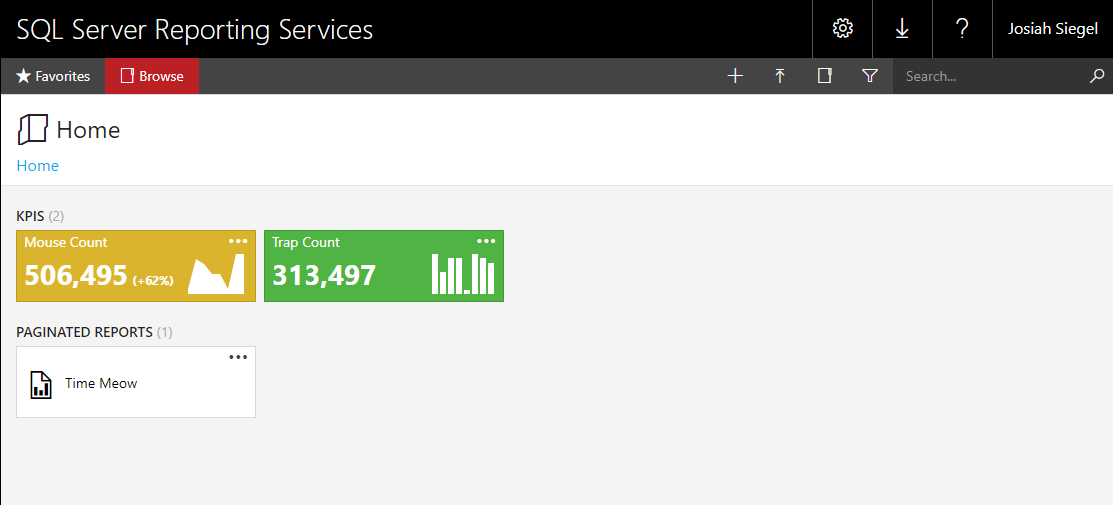 SQL Server Reporting Services
?
Josiah Siegel
Favorites
Browse
Search...
Home
Home
KPIS (2)
Mouse Count
506,495 (+62%)
Trap Count
313,497
PAGINATED REPORTS (1)
Time Meow